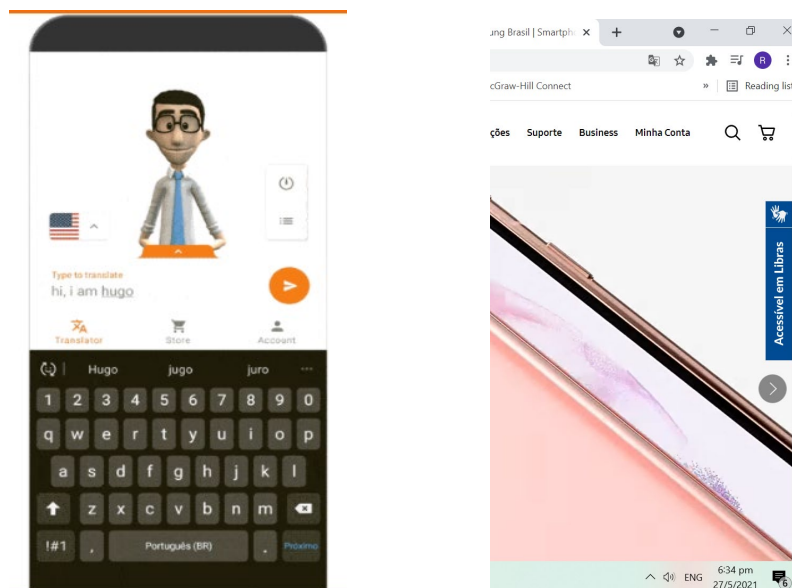 Type to translate
hi, i am hugo
Translator
Store
Account
Hugo
jugo
juro
1 2 3 4 5 6 7 8 9 0
q w e r t y u i o p
a s d f g h j k l
z x c v b n m
!#1 , Português (BR) . Próximo
ung Brasil | Smartph
R
cGraw-Hill Connect
» Reading list
ções Suporte Business Minha Conta
Acessível em Libras
ENG
6:34 pm
27/5/2021
6